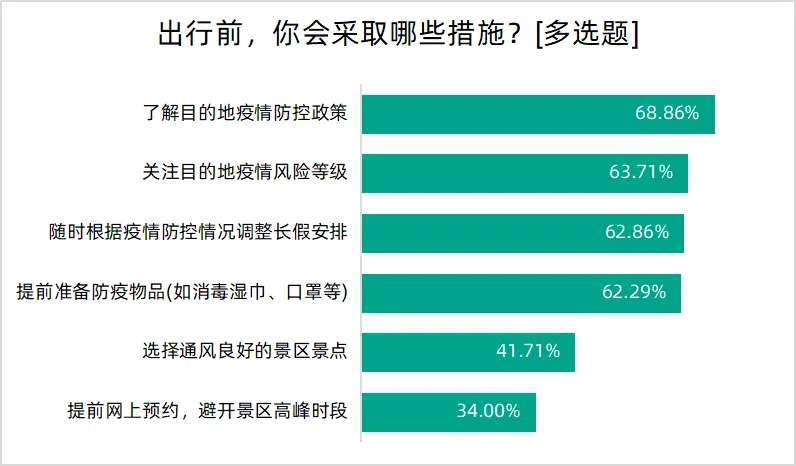 出行前，你会采取哪些措施？[多选题]
了解目的地疫情防控政策 68.86%
关注目的地疫情风险等级 63.71%
随时根据疫情防控情况调整长假安排 62.86%
提前准备防疫物品(如消毒湿巾、口罩等) 62.29%
选择通风良好的景区景点 41.71%
提前网上预约，避开景区高峰时段 34.00%